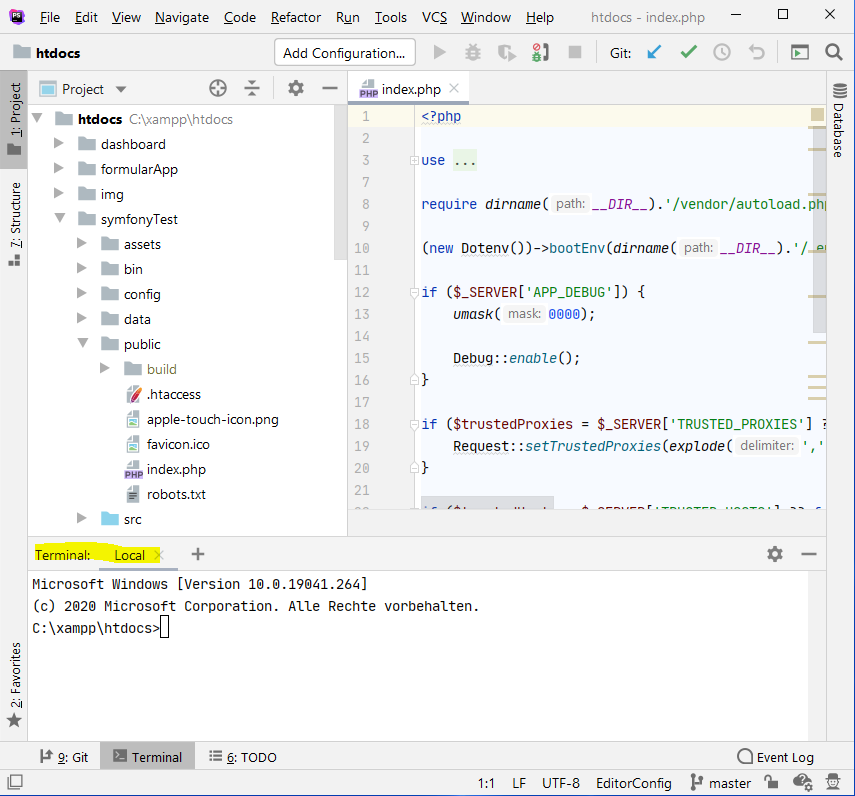 File Edit View Navigate Code Refactor Run Tools VCS Window Help htdocs - index.php
htdocs Add Configuration... Git:
1: Project
7: Structure
2: Favorites
Project
htdocs C:\xampp\htdocs
dashboard
formularApp
img
symfonyTest
assets
bin
config
data
public
build
.htaccess
apple-touch-icon.png
favicon.ico
index.php
robots.txt
src
index.php
1 <?php
2
3 use ...
7
8 require dirname( path: __DIR__).'/vendor/autoload.php
9
10 (new Dotenv())->bootEnv(dirname( path: __DIR__).'/.e
11
12 if ($_SERVER['APP_DEBUG']) {
13 umask( mask: 0000);
14
15 Debug::enable();
16 }
17
18 if ($trustedProxies = $_SERVER['TRUSTED_PROXIES'] ?
19 Request::setTrustedProxies(explode( delimiter: ','
20 }
21
Database
Terminal: Local
Microsoft Windows [Version 10.0.19041.264]
(c) 2020 Microsoft Corporation. Alle Rechte vorbehalten.
C:\xampp\htdocs>
9: Git Terminal 6: TODO Event Log
1:1 LF UTF-8 EditorConfig master